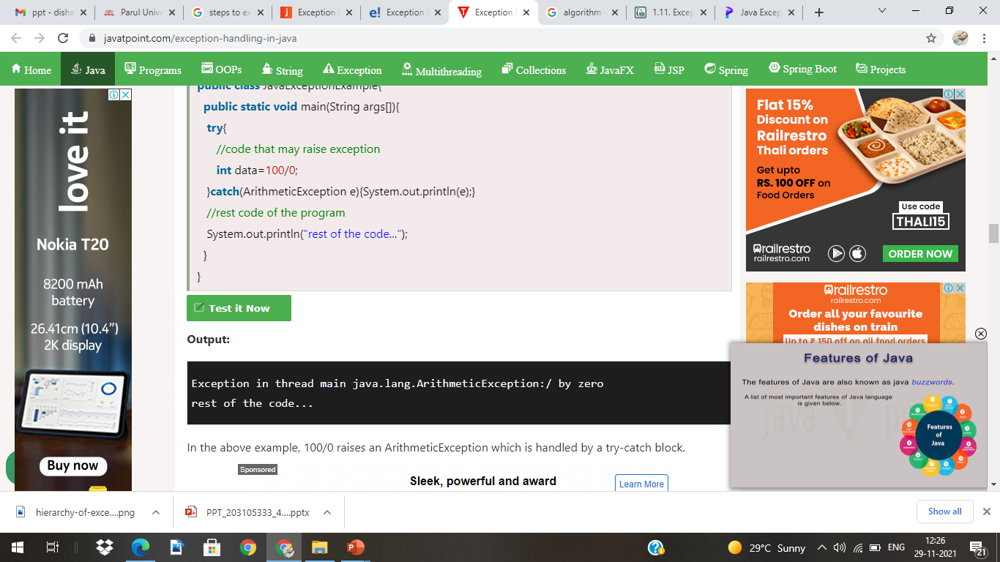 ppt - disha
Parul Unive
steps to ex
Exception H
Exception
Exception
algorithm
1.11. Excep
Java Excep
javatpoint.com/exception-handling-in-java
Home
Java
Programs
OOPs
String
Exception
Multithreading
Collections
JavaFX
JSP
Spring
Spring Boot
Projects
love it
Nokia T20
8200 mAh
battery
26.41cm (10.4”)
2K display
Buy now
public class JavaExceptionExample{
public static void main(String args[]){
try{
//code that may raise exception
int data=100/0;
}catch(ArithmeticException e){System.out.println(e);}
//rest code of the program
System.out.println("rest of the code...");
}
}
Test it Now
Output:
Exception in thread main java.lang.ArithmeticException:/ by zero
rest of the code...
In the above example, 100/0 raises an ArithmeticException which is handled by a try-catch block.
Sponsored
Sleek, powerful and award
Learn More
Flat 15%
Discount on
Railrestro
Thali orders
Get upto
RS. 100 OFF on
Food Orders
Use code
THALI15
railrestro
railrestro.com
ORDER NOW
railrestro
railrestro.com
Order all your favourite
dishes on train
Up to ₹ 150 off on all food orders
Features of Java
The features of Java are also known as java buzzwords.
A list of most important features of Java language
is given below.
Features
of
Java
hierarchy-of-exce....png
PPT_203105333_4....pptx
Show all
29°C Sunny
ENG
12:26
29-11-2021
21